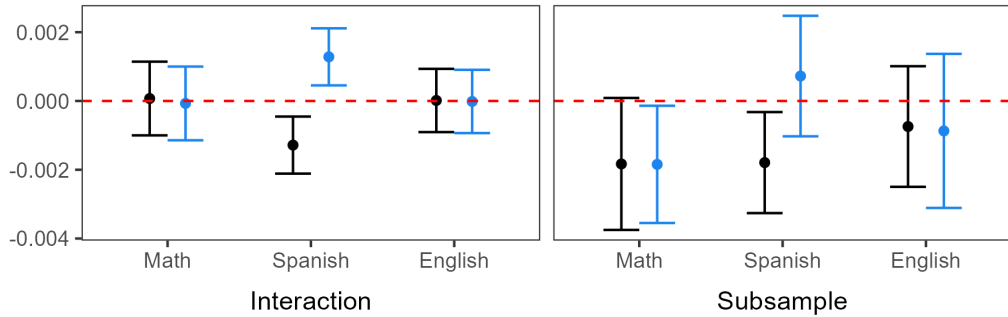 0.002
0.000
-0.002
-0.004
Math Spanish English Math Spanish English
Interaction Subsample